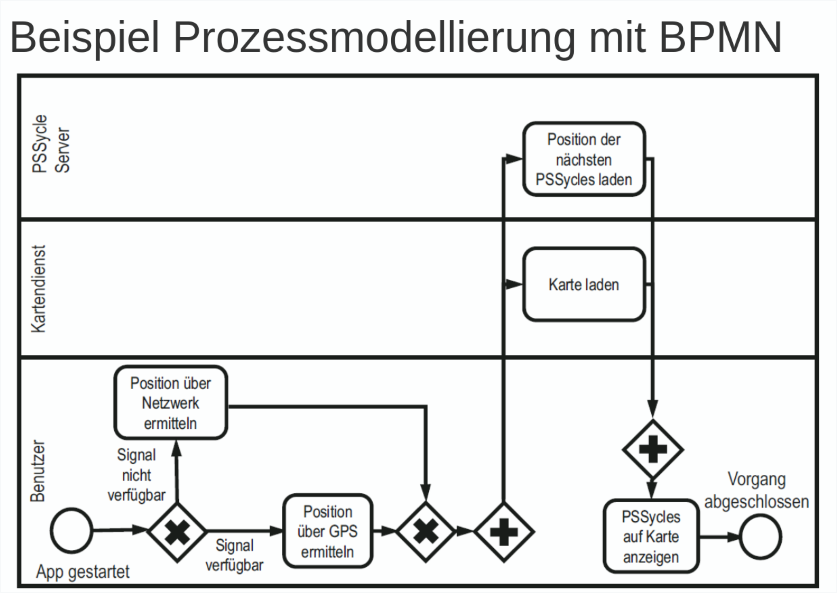 Beispiel Prozessmodellierung mit BPMN
PSSycle
Server
Position der
nächsten
PSSycles laden
Kartendienst
Karte laden
Benutzer
Position über
Netzwerk
ermitteln
Signal
nicht
verfügbar
App gestartet
Signal
verfügbar
Position
über GPS
ermitteln
PSSycles
auf Karte
anzeigen
Vorgang
abgeschlossen